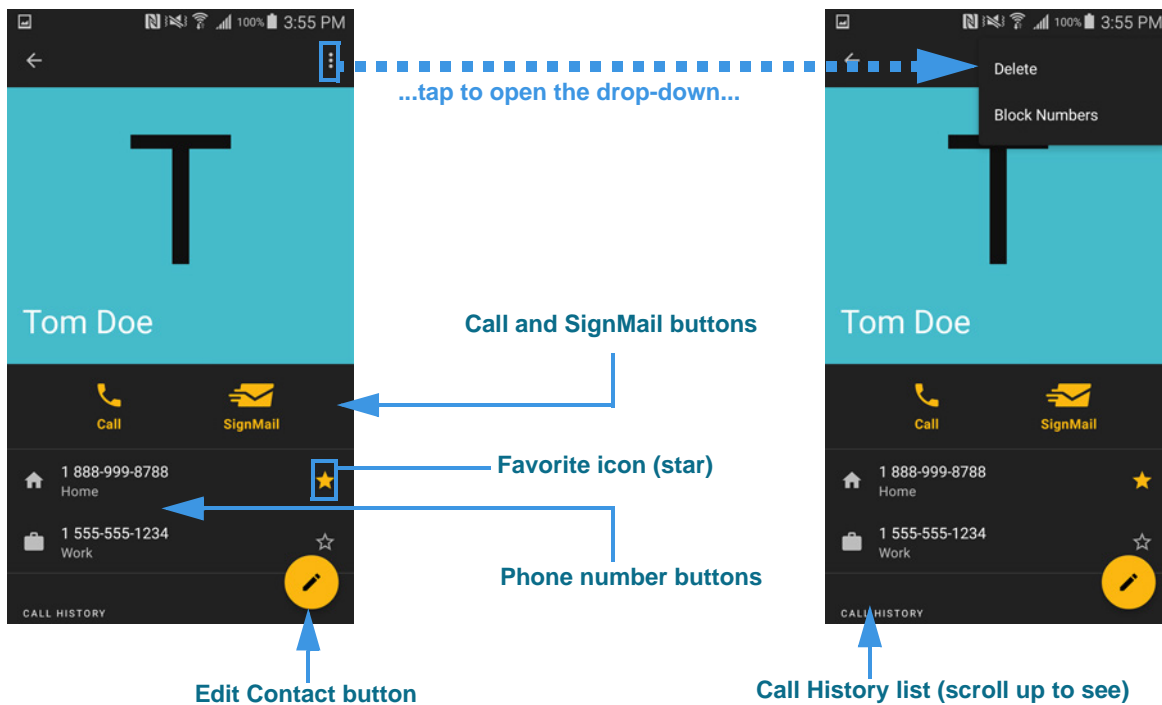 100% 3:55 PM
...tap to open the drop-down...
T
Tom Doe
Call
SignMail
1 888-999-8788
Home
1 555-555-1234
Work
CALL HISTORY
Call and SignMail buttons
Favorite icon (star)
Phone number buttons
Edit Contact button
100% 3:55 PM
Delete
Block Numbers
T
Tom Doe
Call
SignMail
1 888-999-8788
Home
1 555-555-1234
Work
CALL HISTORY
Call History list (scroll up to see)